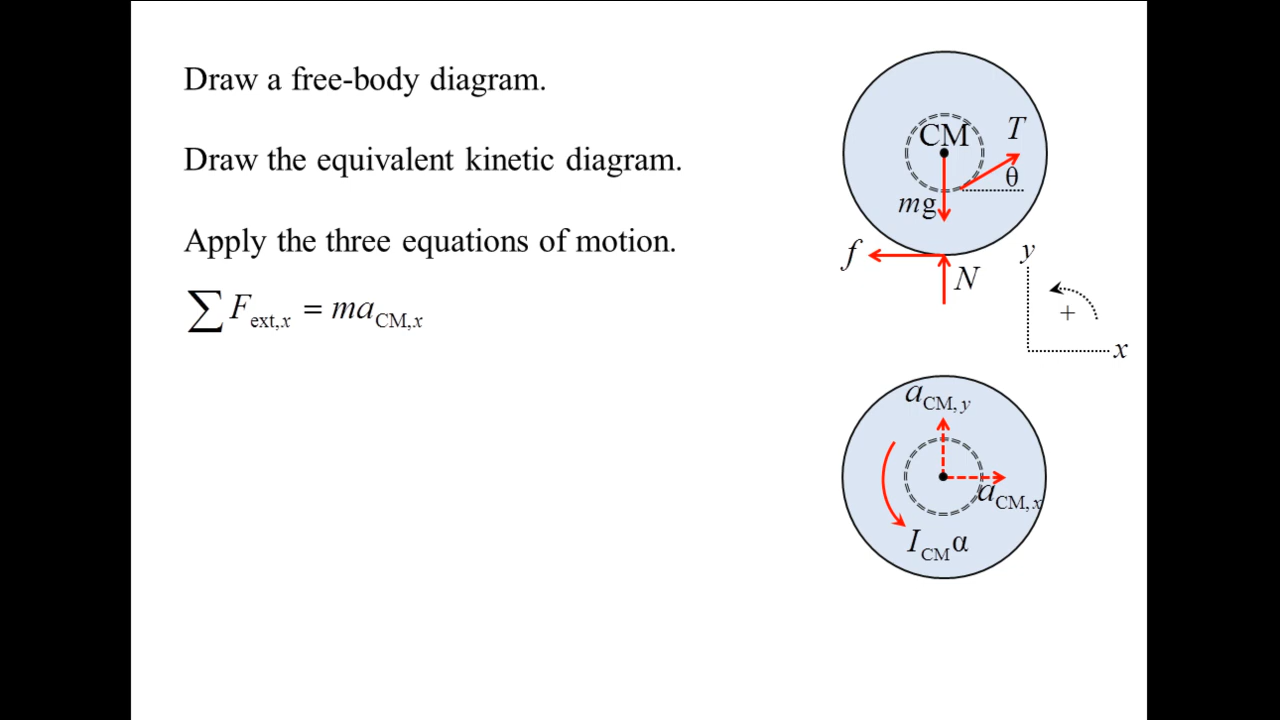 Draw a free-body diagram.
Draw the equivalent kinetic diagram.
Apply the three equations of motion.
∑ F_ext,x = ma_CM,x
CM
T
θ
mg
f
N
y
+
x
a_CM,y
a_CM,x
I_CM α